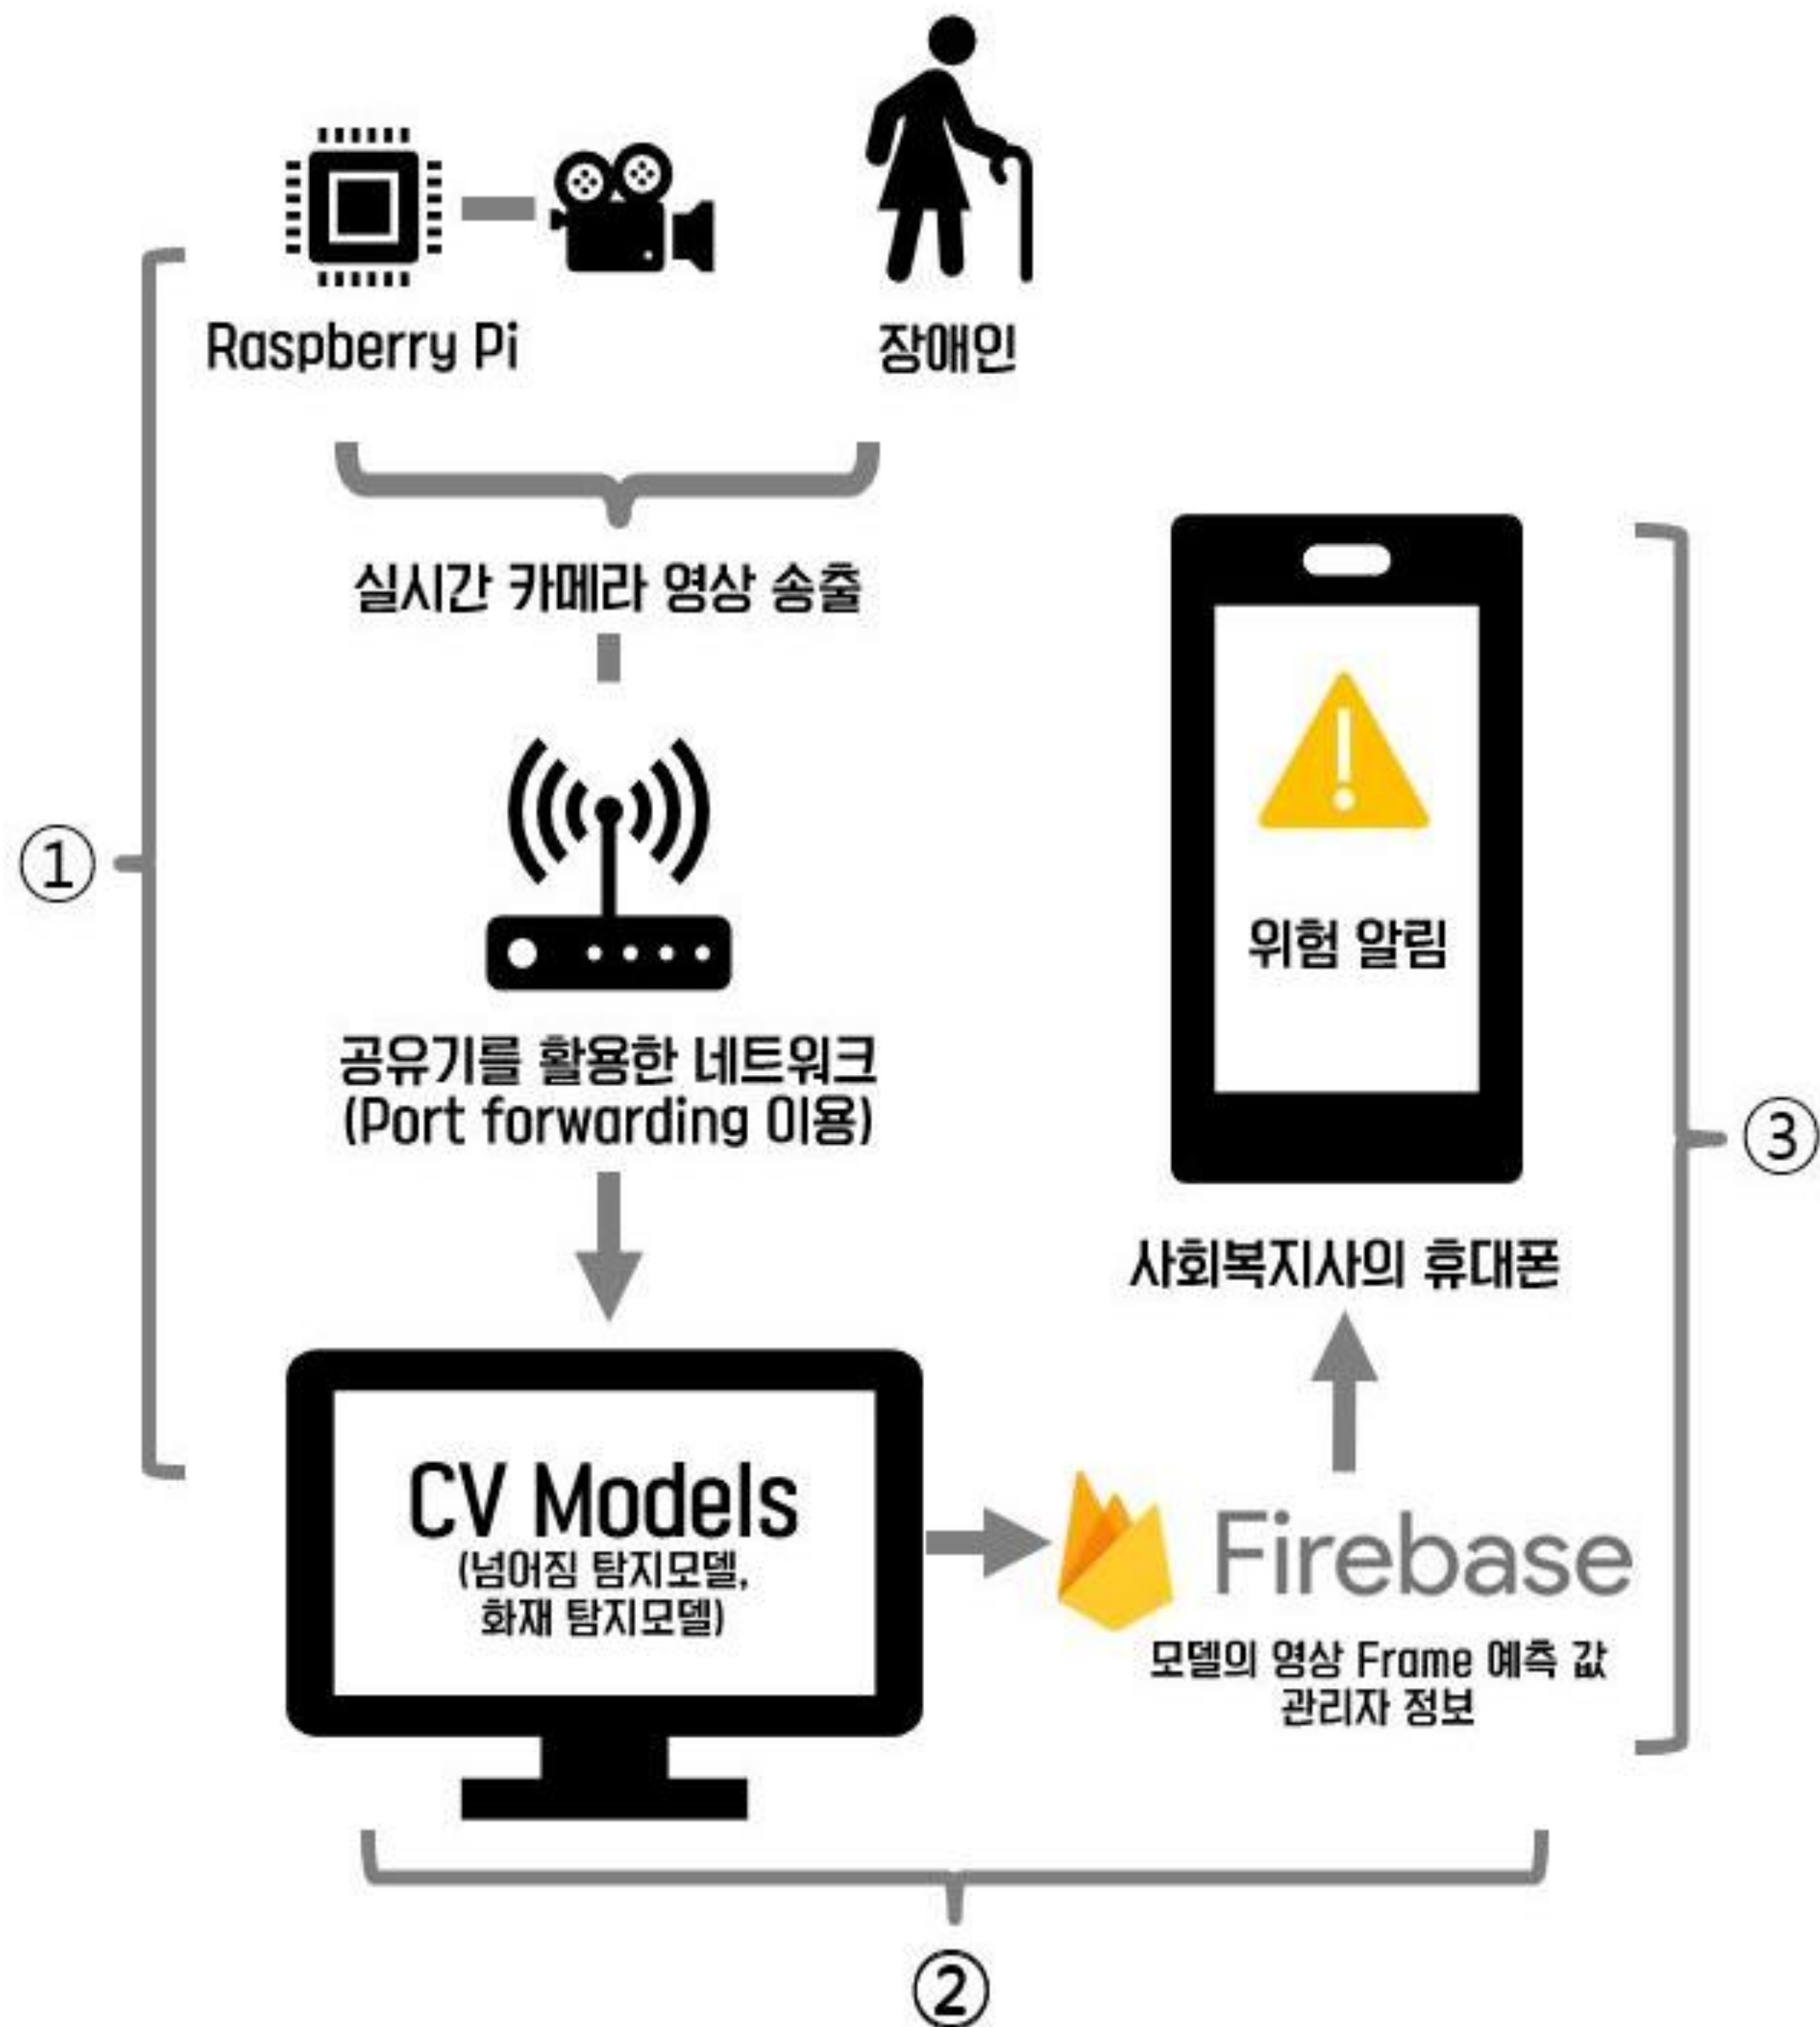 Raspberry Pi
장애인
실시간 카메라 영상 송출
공유기를 활용한 네트워크
(Port forwarding 이용)
①
CV Models
(넘어짐 탐지모델,
화재 탐지모델)
Firebase
모델의 영상 Frame 예측 값
관리자 정보
②
위험 알림
사회복지사의 휴대폰
③